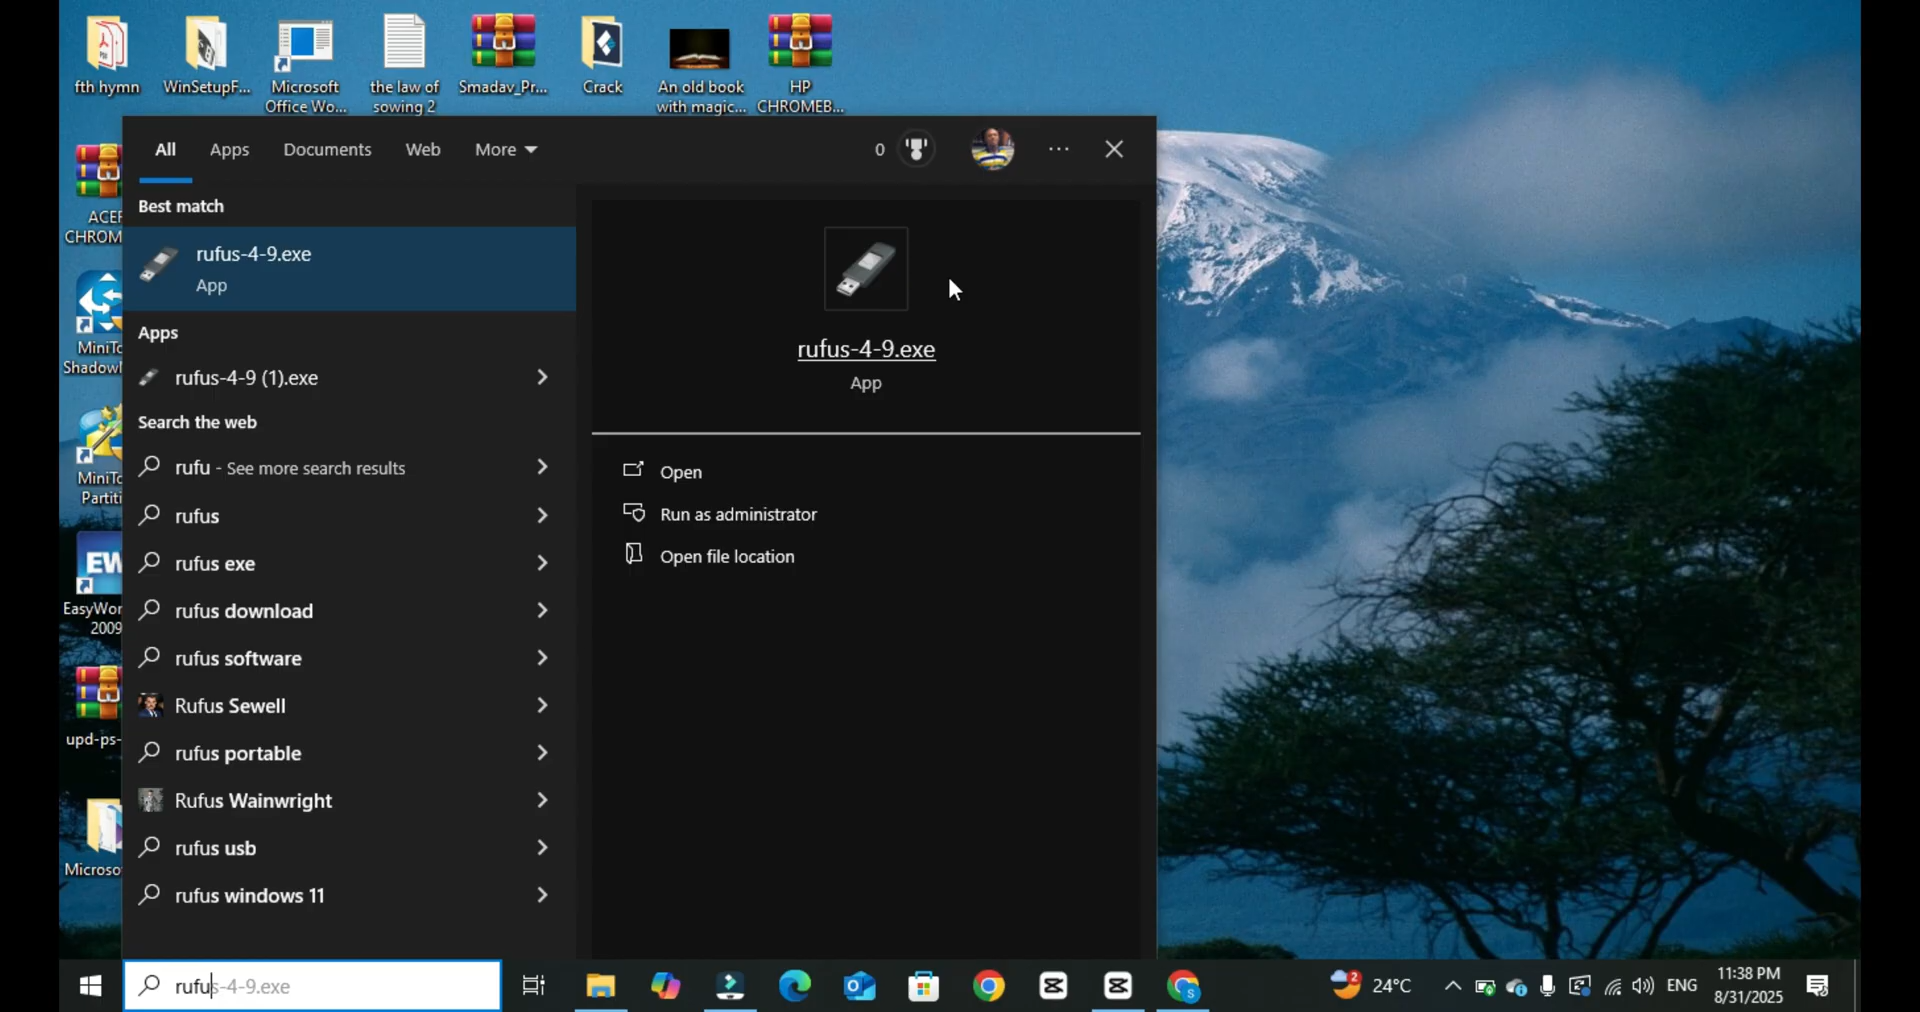 fth hymn
WinSetupF...
Microsoft
Office Wo...
the law of
sowing 2
Smadav_Pr...
Crack
An old book
with magic...
HP
CHROMEB...
ACER
CHROM
MiniTo
Shadow
MiniTo
Partiti
EW
EasyWor
2009
upd-ps-
Microso
All
Apps
Documents
Web
More
0
Best match
rufus-4-9.exe
App
Apps
rufus-4-9 (1).exe
Search the web
rufu - See more search results
rufus
rufus exe
rufus download
rufus software
Rufus Sewell
rufus portable
Rufus Wainwright
rufus usb
rufus windows 11
rufus-4-9.exe
App
Open
Run as administrator
Open file location
rufus-4-9.exe
S
2
24°C
ENG
11:38 PM
8/31/2025